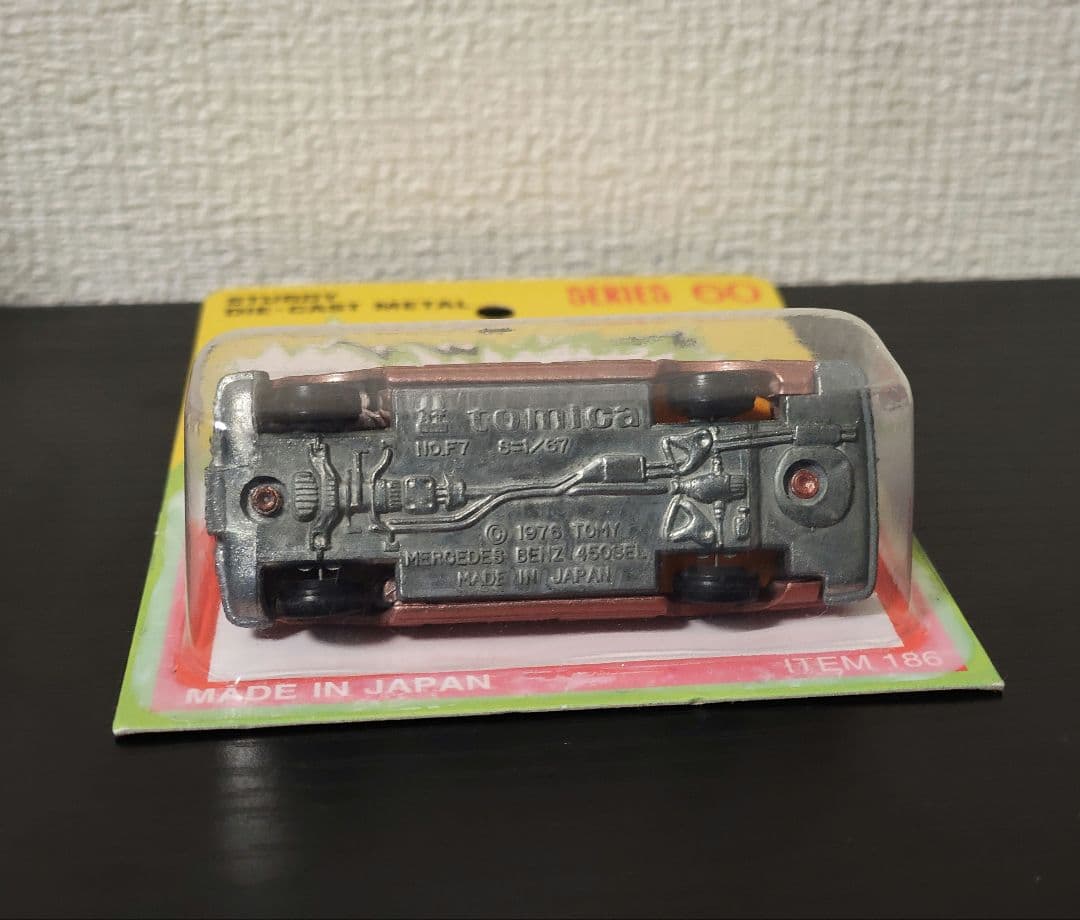 STURDY
DIE-CAST METAL
SERIES 60
tomica
NO.F7 S=1/67
© 1976 TOMY
MERCEDES BENZ 450SEL
MADE IN JAPAN
MADE IN JAPAN
ITEM 186